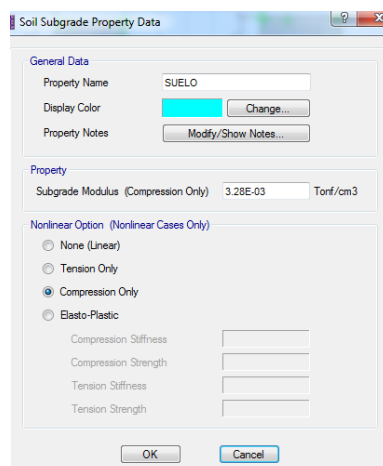 Soil Subgrade Property Data
General Data
Property Name SUELO
Display Color Change...
Property Notes Modify/Show Notes...
Property
Subgrade Modulus (Compression Only) 3.28E-03 Tonf/cm3
Nonlinear Option (Nonlinear Cases Only)
None (Linear)
Tension Only
Compression Only
Elasto-Plastic
Compression Stiffness
Compression Strength
Tension Stiffness
Tension Strength
OK Cancel